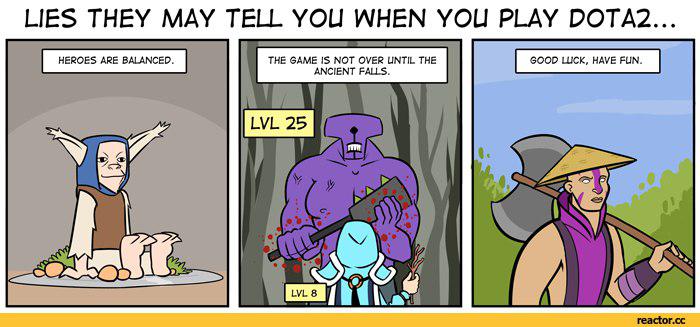 LIES THEY MAY TELL YOU WHEN YOU PLAY DOTA2...
HEROES ARE BALANCED.
THE GAME IS NOT OVER UNTIL THE
ANCIENT FALLS.
LVL 25
LVL 8
GOOD LUCK, HAVE FUN.
reactor.cc